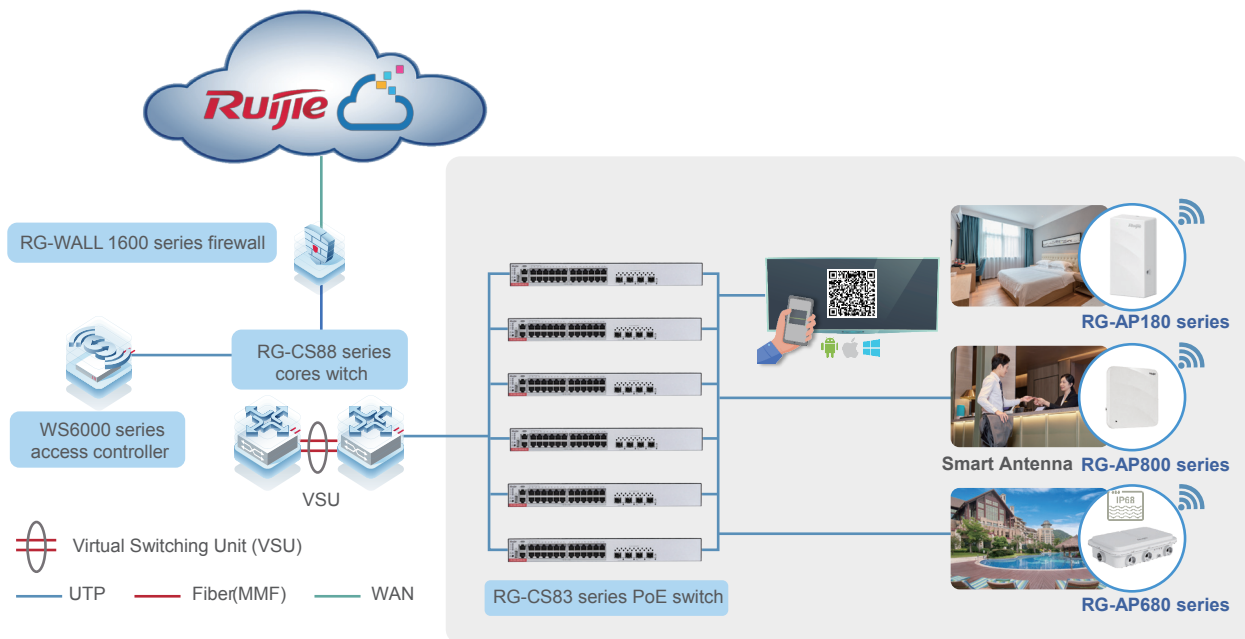 Ruijie
RG-WALL 1600 series firewall
RG-CS88 series
cores witch
WS6000 series
access controller
VSU
Virtual Switching Unit (VSU)
UTP
Fiber(MMF)
WAN
RG-CS83 series PoE switch
RG-AP180 series
Smart Antenna
RG-AP800 series
IP68
RG-AP680 series